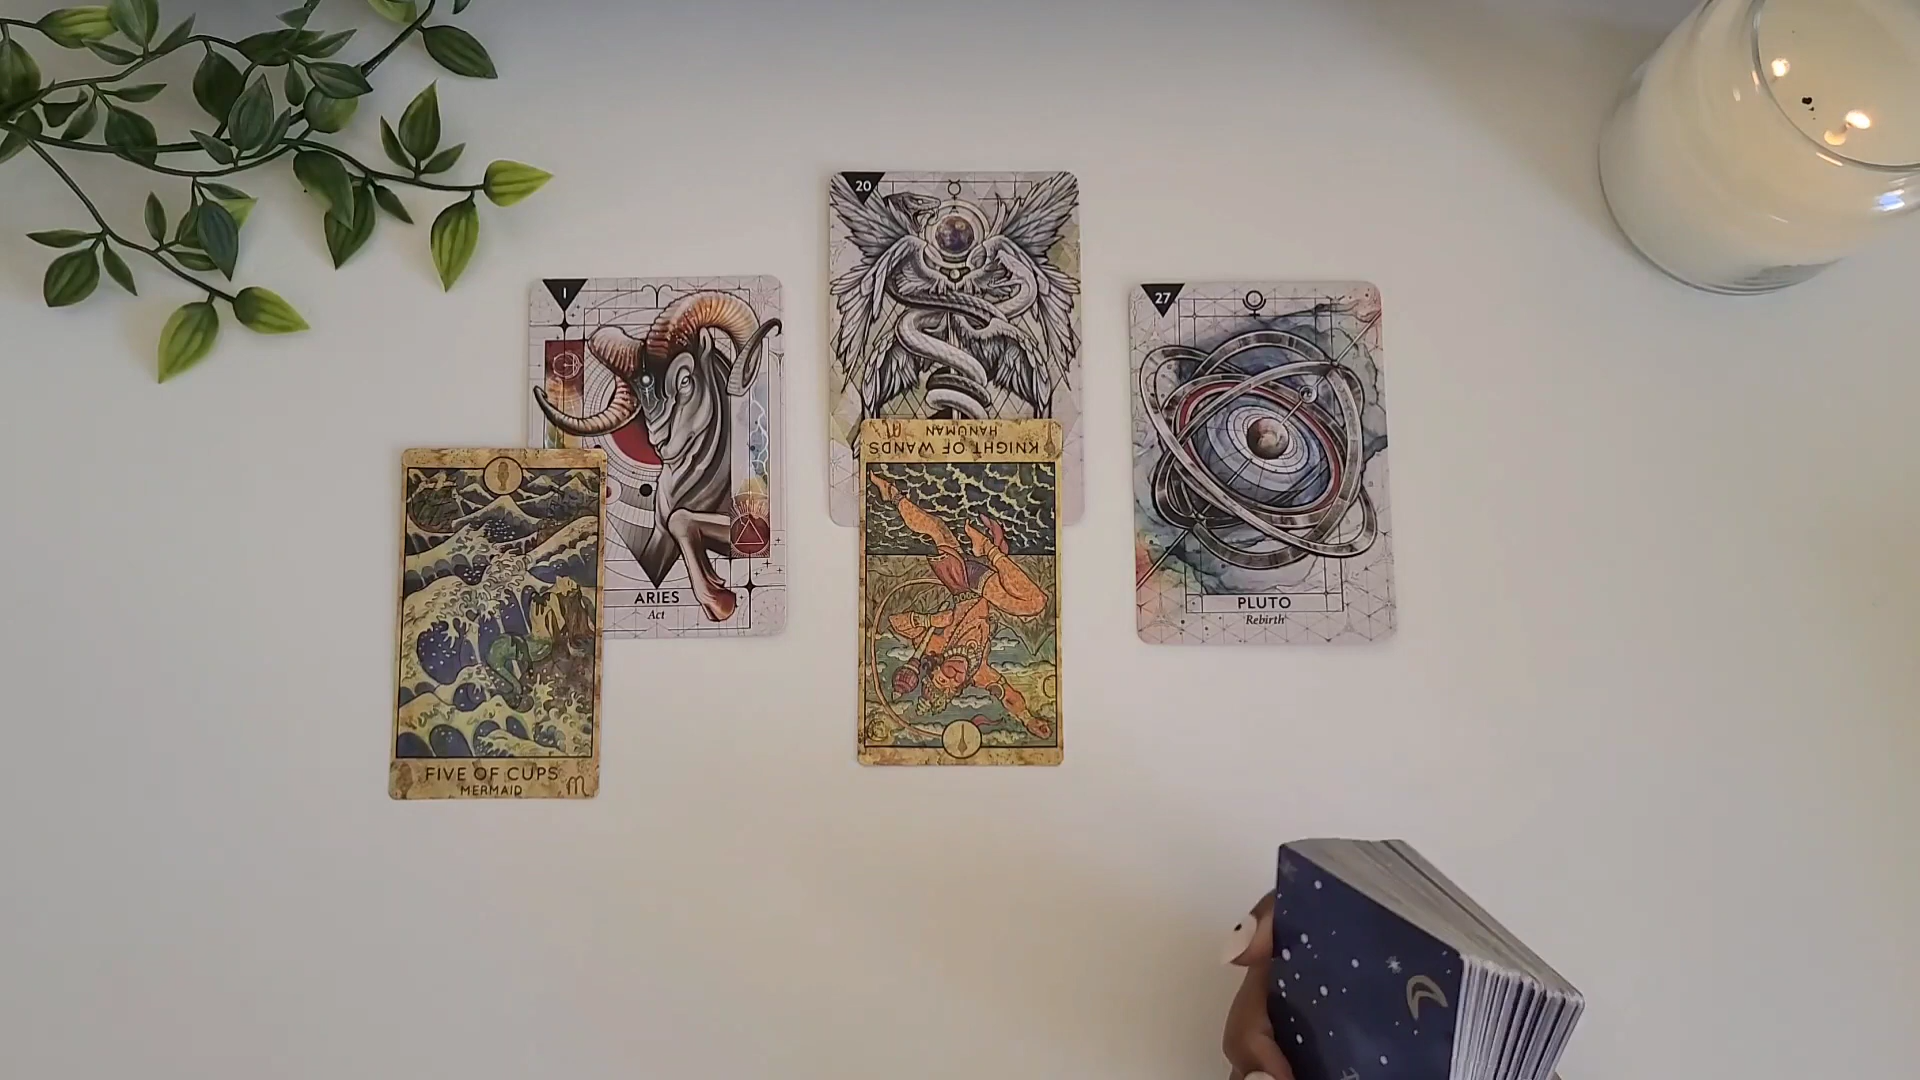 1
ARIES
Act
FIVE OF CUPS
MERMAID
20
KNIGHT OF WANDS
HANUMAN
27
PLUTO
Rebirth